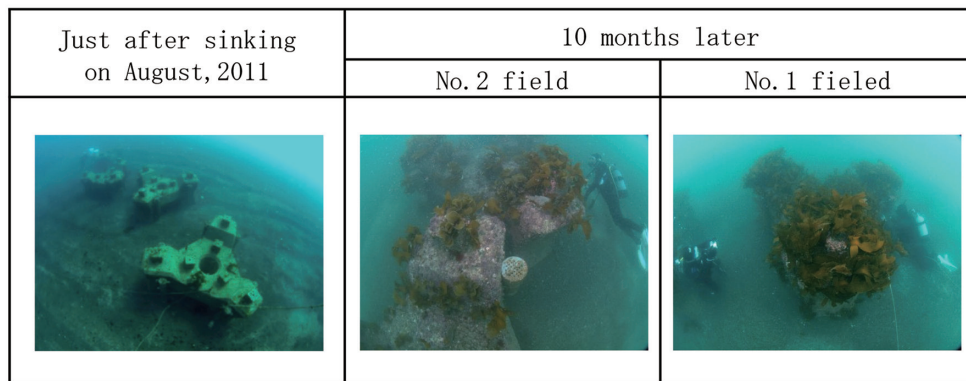 Just after sinking
on August, 2011
10 months later
No. 2 field
No. 1 fieled